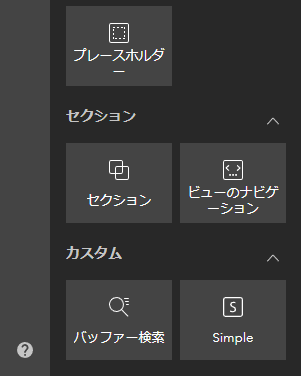 プレースホルダ
ー
セクション
セクション
ビューのナビゲ
ーション
カスタム
バッファー検索
S
Simple
?